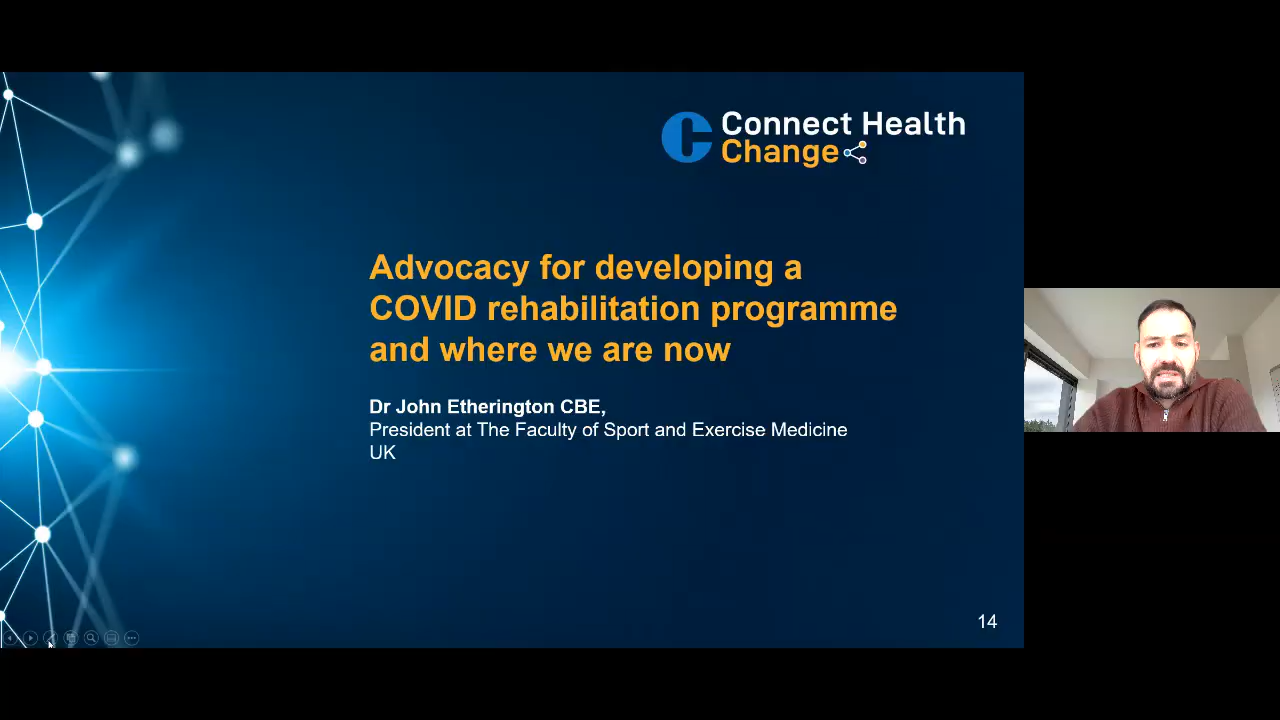 Connect Health
Change
Advocacy for developing a
COVID rehabilitation programme
and where we are now
Dr John Etherington CBE,
President at The Faculty of Sport and Exercise Medicine
UK
14